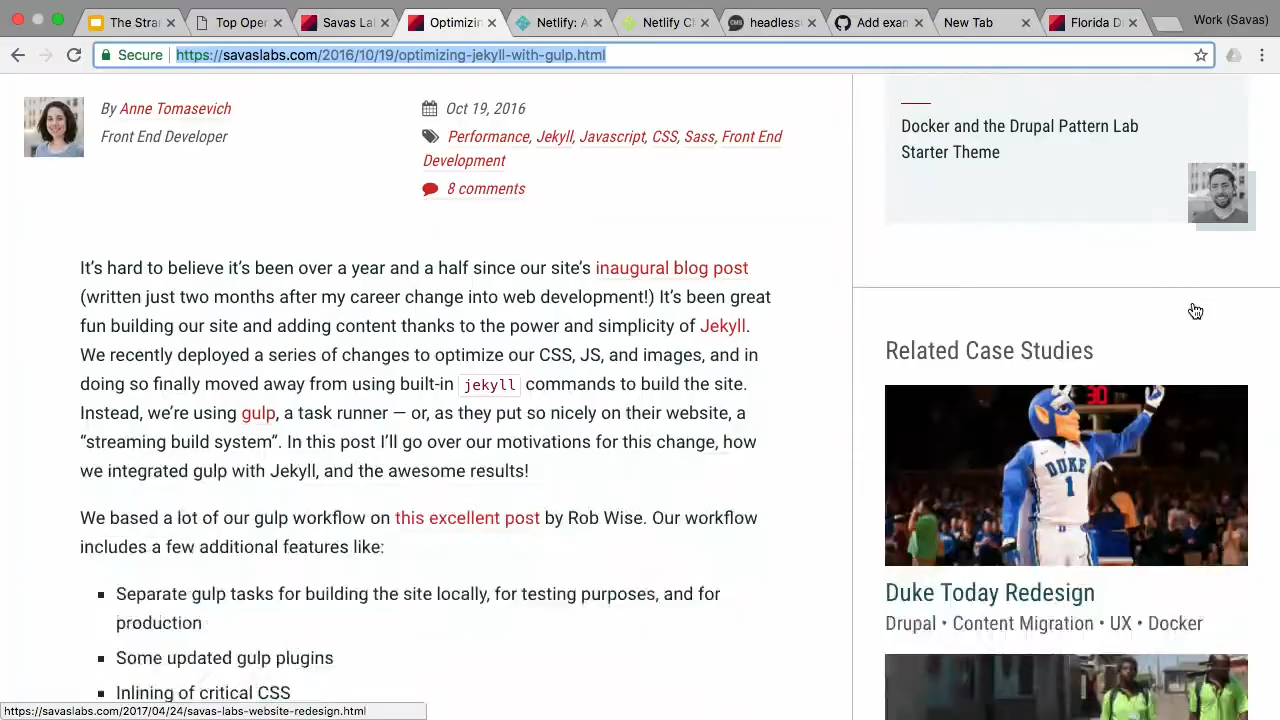 The Stra
Top Oper
Savas La
Optimizin
Netlify: A
Netlify C
headless
Add exan
New Tab
Florida D
Work (Savas)
Secure https://savaslabs.com/2016/10/19/optimizing-jekyll-with-gulp.html
By Anne Tomasevich
Front End Developer
Oct 19, 2016
Performance, Jekyll, Javascript, CSS, Sass, Front End
Development
8 comments
It’s hard to believe it’s been over a year and a half since our site’s inaugural blog post
(written just two months after my career change into web development!) It’s been great
fun building our site and adding content thanks to the power and simplicity of Jekyll.
We recently deployed a series of changes to optimize our CSS, JS, and images, and in
doing so finally moved away from using built-in jekyll commands to build the site.
Instead, we’re using gulp, a task runner — or, as they put so nicely on their website, a
“streaming build system”. In this post I’ll go over our motivations for this change, how
we integrated gulp with Jekyll, and the awesome results!
We based a lot of our gulp workflow on this excellent post by Rob Wise. Our workflow
includes a few additional features like:
▪ Separate gulp tasks for building the site locally, for testing purposes, and for
production
▪ Some updated gulp plugins
▪ Inlining of critical CSS
Docker and the Drupal Pattern Lab
Starter Theme
Related Case Studies
30
DUKE
1
Duke Today Redesign
Drupal • Content Migration • UX • Docker
https://savaslabs.com/2017/04/24/savas-labs-website-redesign.html